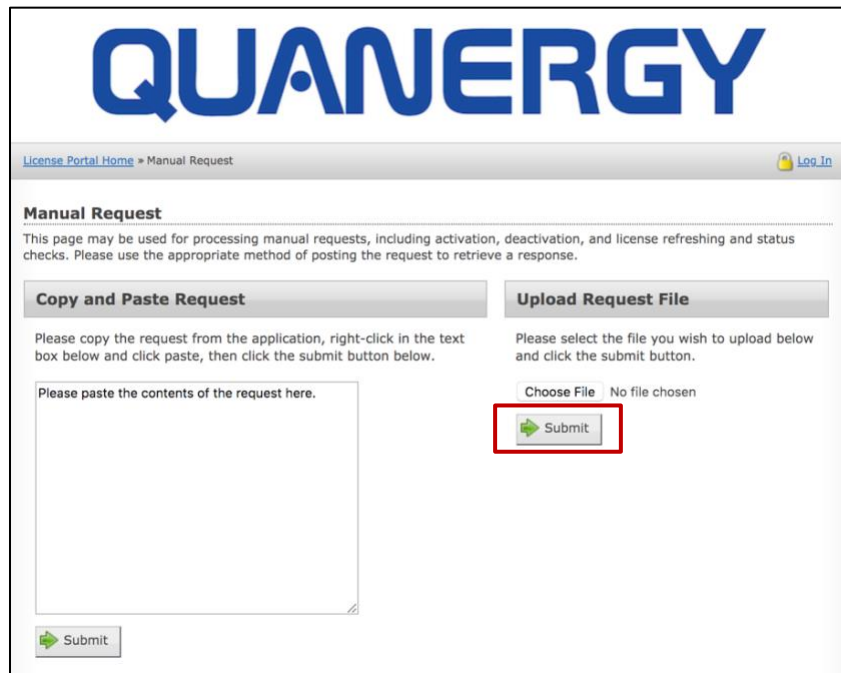 QUANERGY
License Portal Home » Manual Request
Log In
Manual Request
This page may be used for processing manual requests, including activation, deactivation, and license refreshing and status
checks. Please use the appropriate method of posting the request to retrieve a response.
Copy and Paste Request
Please copy the request from the application, right-click in the text
box below and click paste, then click the submit button below.
Please paste the contents of the request here.
Submit
Upload Request File
Please select the file you wish to upload below
and click the submit button.
Choose File No file chosen
Submit